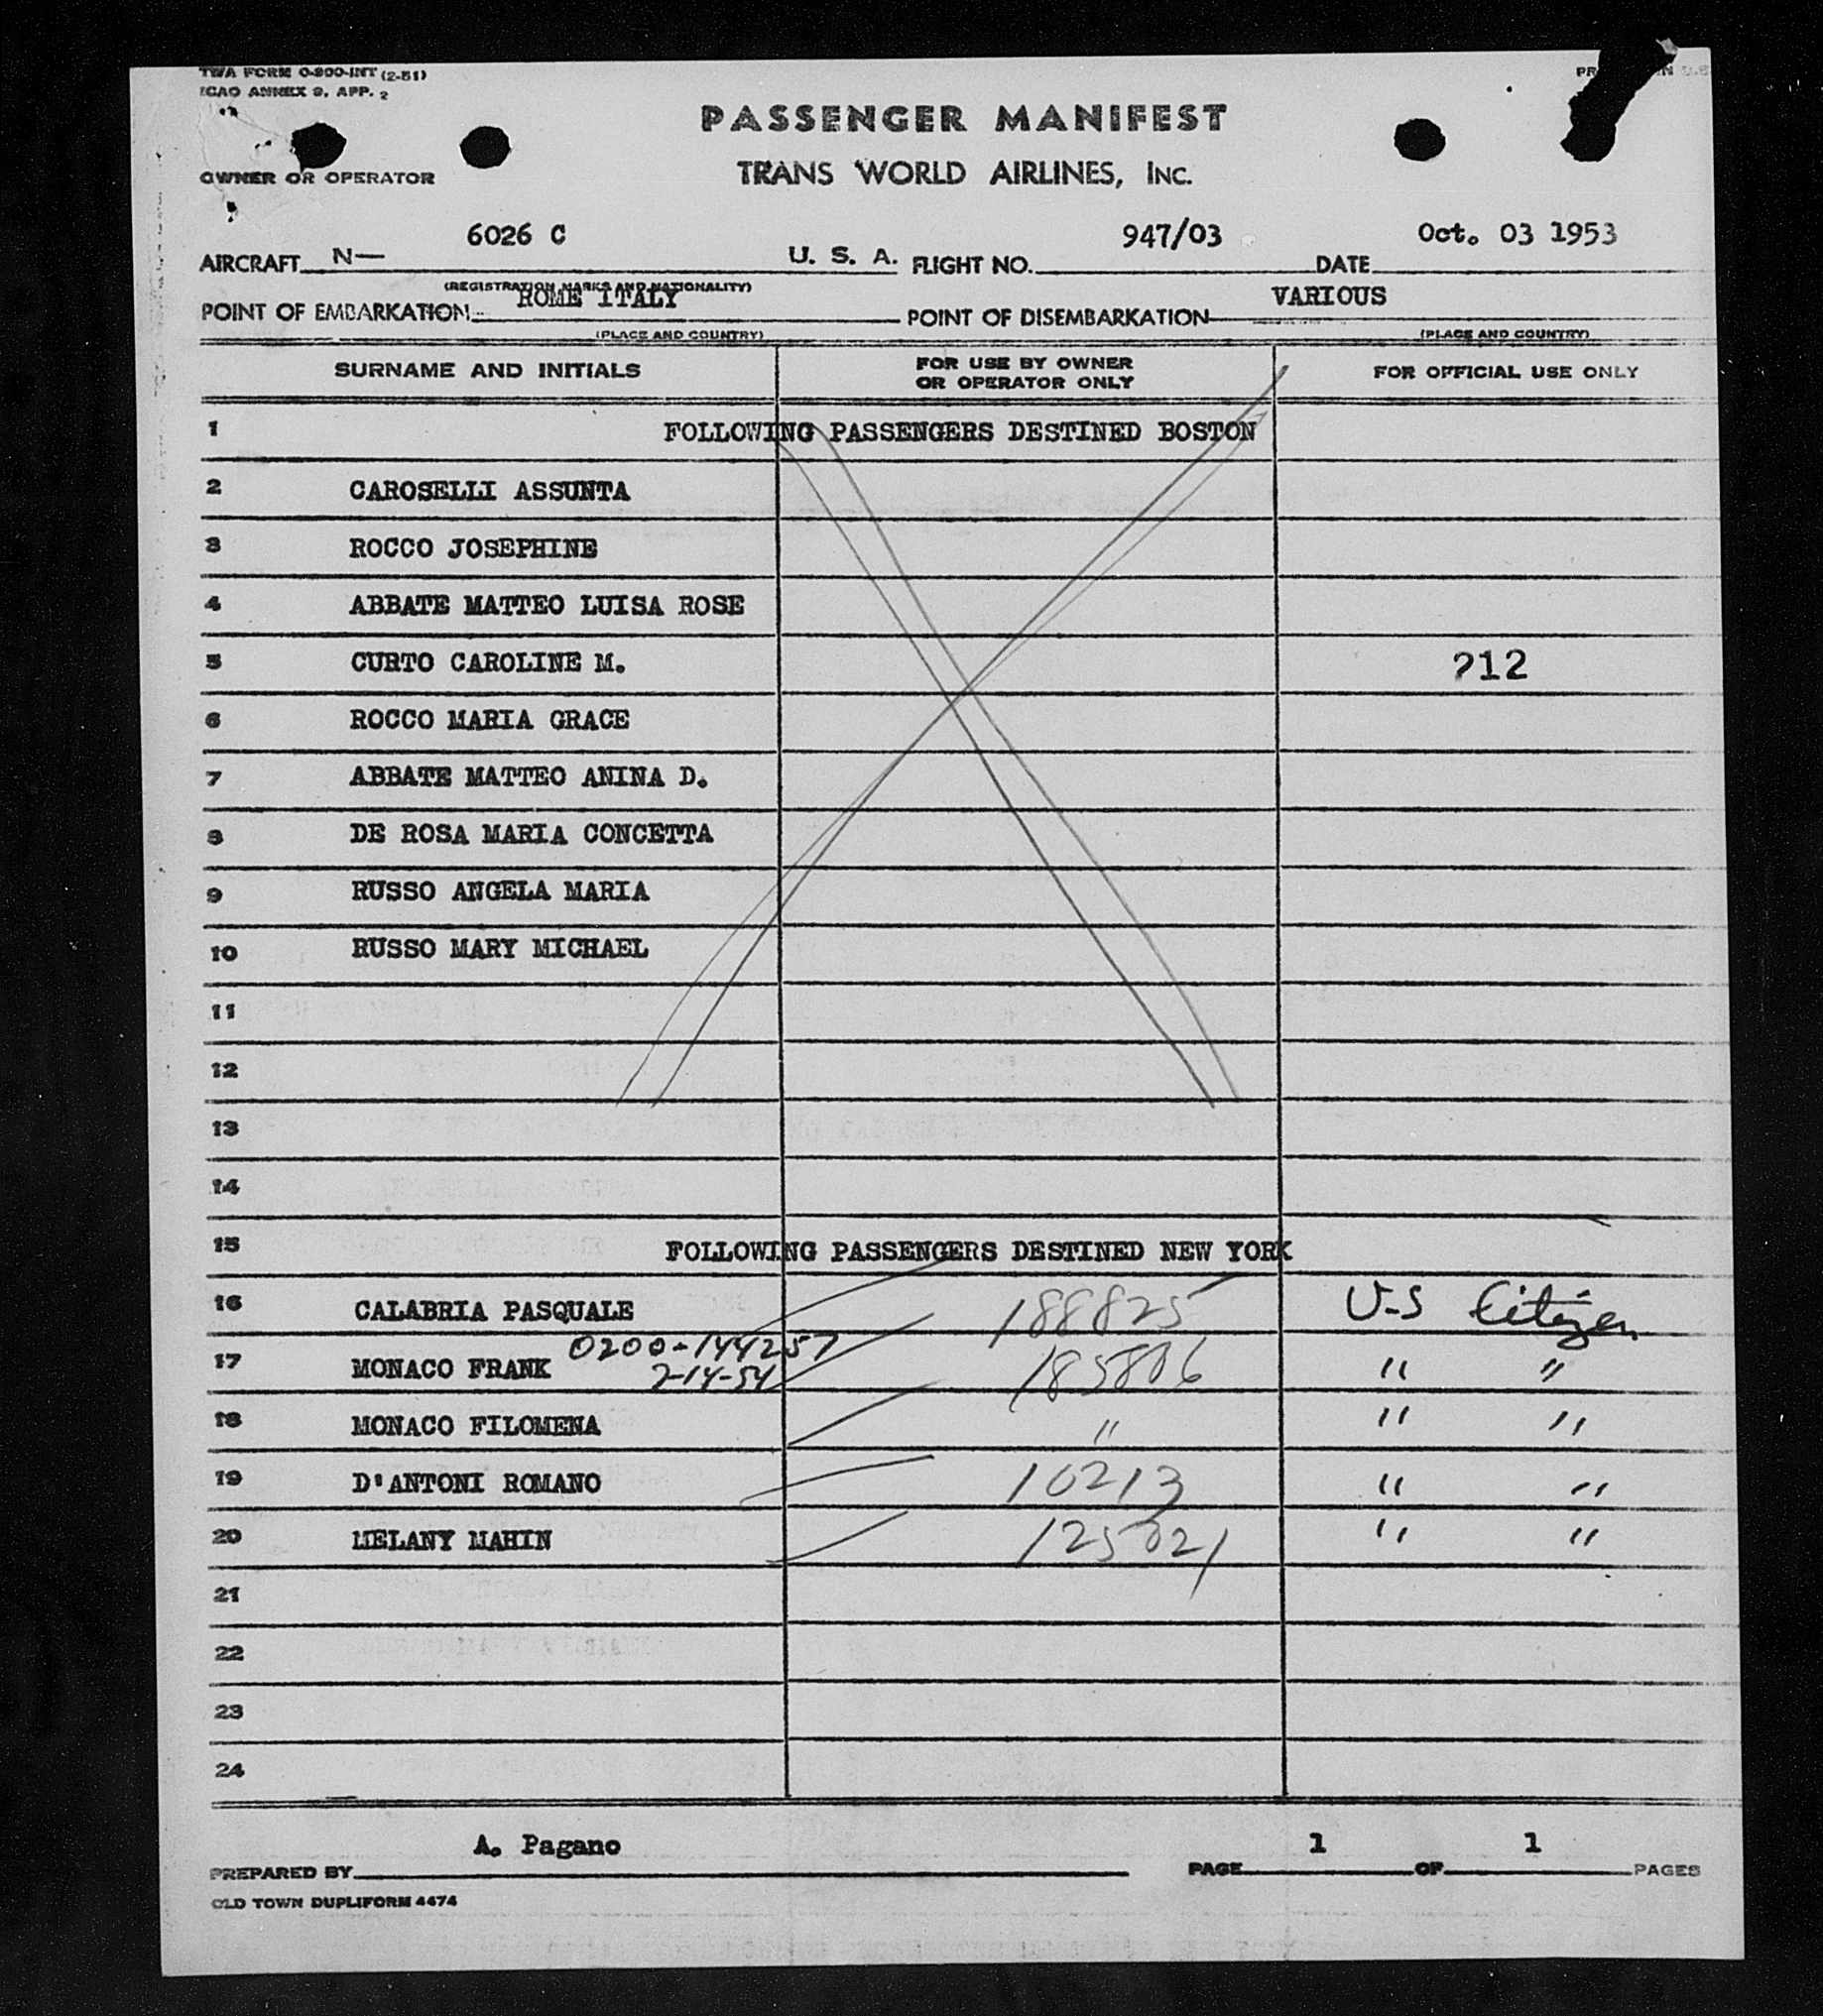 TWA FORM O-800-INT (2-51)
ICAO ANNEX 9. APP. 2
PASSENGER MANIFEST
OWNER OR OPERATOR
TRANS WORLD AIRLINES, INC.
AIRCRAFT N— 6026 C U. S. A. FLIGHT NO. 947/03 DATE Oct. 03 1953
(REGISTRATION MARKS AND NATIONALITY)
POINT OF EMBARKATION ROME ITALY POINT OF DISEMBARKATION VARIOUS
(PLACE AND COUNTRY) (PLACE AND COUNTRY)
SURNAME AND INITIALS FOR USE BY OWNER OR OPERATOR ONLY FOR OFFICIAL USE ONLY
1 FOLLOWING PASSENGERS DESTINED BOSTON
2 CAROSELLI ASSUNTA
3 ROCCO JOSEPHINE
4 ABBATE MATTEO LUISA ROSE
5 CURTO CAROLINE M. 212
6 ROCCO MARIA GRACE
7 ABBATE MATTEO ANINA D.
8 DE ROSA MARIA CONCETTA
9 RUSSO ANGELA MARIA
10 RUSSO MARY MICHAEL
11
12
13
14
15 FOLLOWING PASSENGERS DESTINED NEW YORK
16 CALABRIA PASQUALE 188825 U-S Citizen
17 MONACO FRANK 0200-144257 2-14-54 185806 " "
18 MONACO FILOMENA " " "
19 D'ANTONI ROMANO 10213 " "
20 MELANY MAHIN 125021 " "
21
22
23
24
PREPARED BY A. Pagano PAGE 1 OF 1 PAGES
OLD TOWN DUPLIFORM 4474